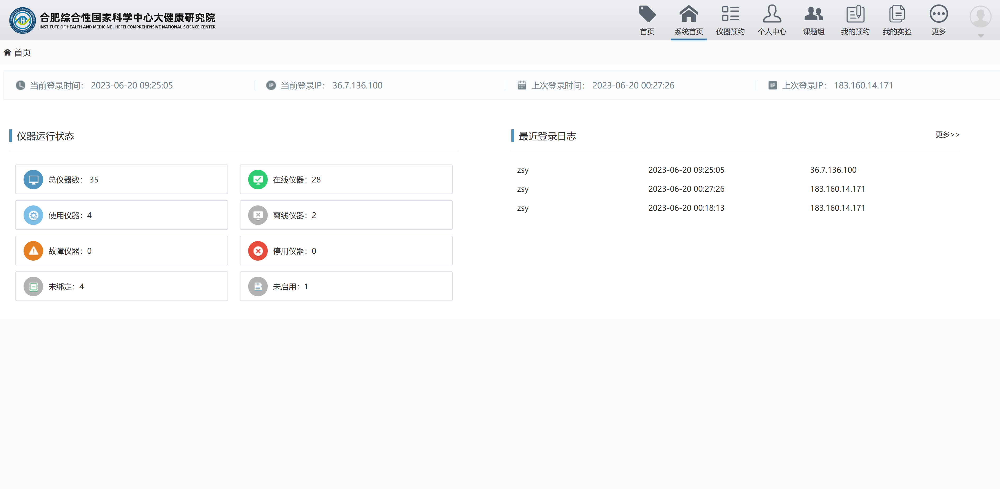 合肥综合性国家科学中心大健康研究院
INSTITUTE OF HEALTH AND MEDICINE, HEFEI COMPREHENSIVE NATIONAL SCIENCE CENTER
首页
系统首页
仪器预约
个人中心
课题组
我的预约
我的实验
更多
首页
当前登录时间： 2023-06-20 09:25:05
IP 当前登录IP： 36.7.136.100
上次登录时间： 2023-06-20 00:27:26
IP 上次登录IP： 183.160.14.171
仪器运行状态
总仪器数： 35
在线仪器：28
使用仪器：4
离线仪器：2
故障仪器：0
停用仪器：0
未绑定：4
未启用：1
最近登录日志
更多>>
zsy 2023-06-20 09:25:05 36.7.136.100
zsy 2023-06-20 00:27:26 183.160.14.171
zsy 2023-06-20 00:18:13 183.160.14.171